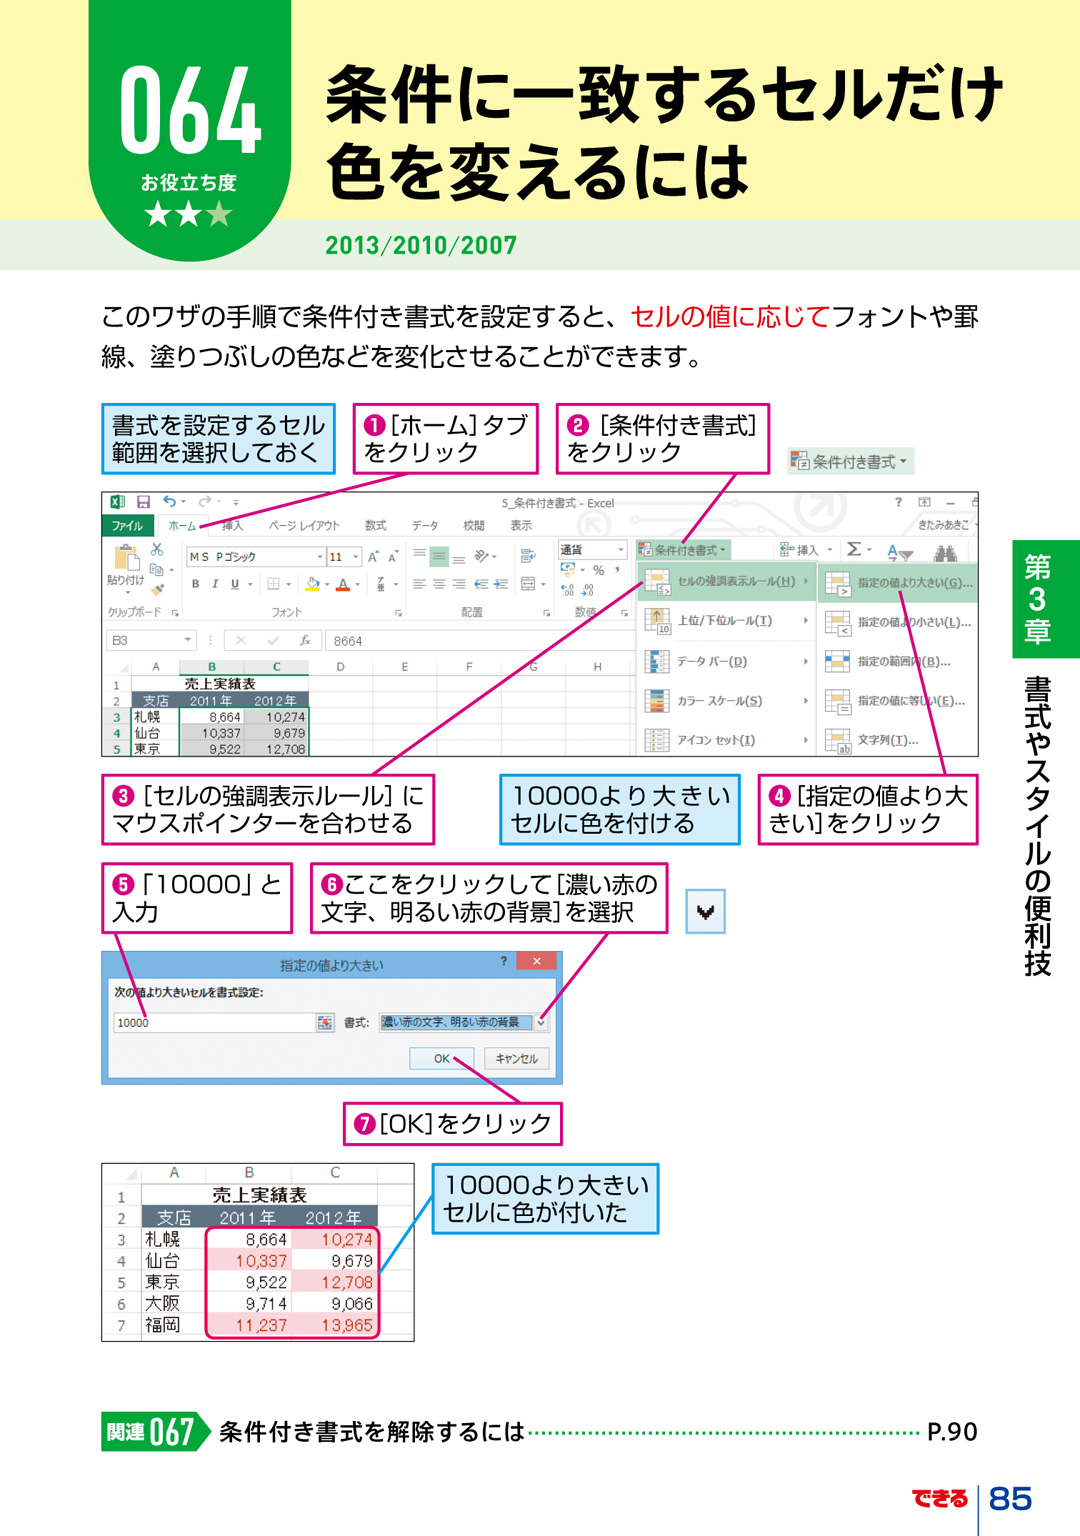 064
お役立ち度
★★★
条件に一致するセルだけ
色を変えるには
2013/2010/2007
このワザの手順で条件付き書式を設定すると、セルの値に応じてフォントや罫
線、塗りつぶしの色などを変化させることができます。
書式を設定するセル
範囲を選択しておく
❶[ホーム]タブ
をクリック
❷[条件付き書式]
をクリック
条件付き書式
5_条件付き書式 - Excel
ファイル ホーム 挿入 ページ レイアウト 数式 データ 校閲 表示 きたみあきこ
MS Pゴシック 11 通貨 条件付き書式 挿入
貼り付け
B I U A % セルの強調表示ルール(H) 指定の値より大きい(G)...
クリップボード フォント 配置 数値 上位/下位ルール(T) 指定の値より小さい(L)...
B3 fx 8664
データ バー(D) 指定の範囲内(B)...
カラー スケール(S) 指定の値に等しい(E)...
アイコン セット(I) 文字列(T)...
A B C D E F G H
1 売上実績表
2 支店 2011年 2012年
3 札幌 8,664 10,274
4 仙台 10,337 9,679
5 東京 9,522 12,708
❸[セルの強調表示ルール]に
マウスポインターを合わせる
10000より大きい
セルに色を付ける
❹[指定の値より大
きい]をクリック
❺「10000」と
入力
❻ここをクリックして[濃い赤の
文字、明るい赤の背景]を選択
指定の値より大きい ? ×
次の値より大きいセルを書式設定:
10000 書式: 濃い赤の文字、明るい赤の背景
OK キャンセル
❼[OK]をクリック
A B C
1 売上実績表
2 支店 2011年 2012年
3 札幌 8,664 10,274
4 仙台 10,337 9,679
5 東京 9,522 12,708
6 大阪 9,714 9,066
7 福岡 11,237 13,965
10000より大きい
セルに色が付いた
関連067 条件付き書式を解除するには P.90
第3章
書式やスタイルの便利技
できる 85